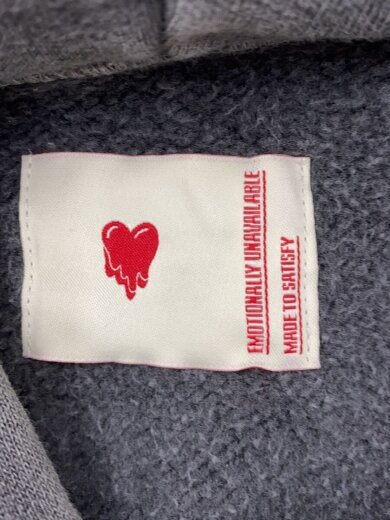 EMOTIONALLY UNAVAILABLE
MADE TO SATISFY